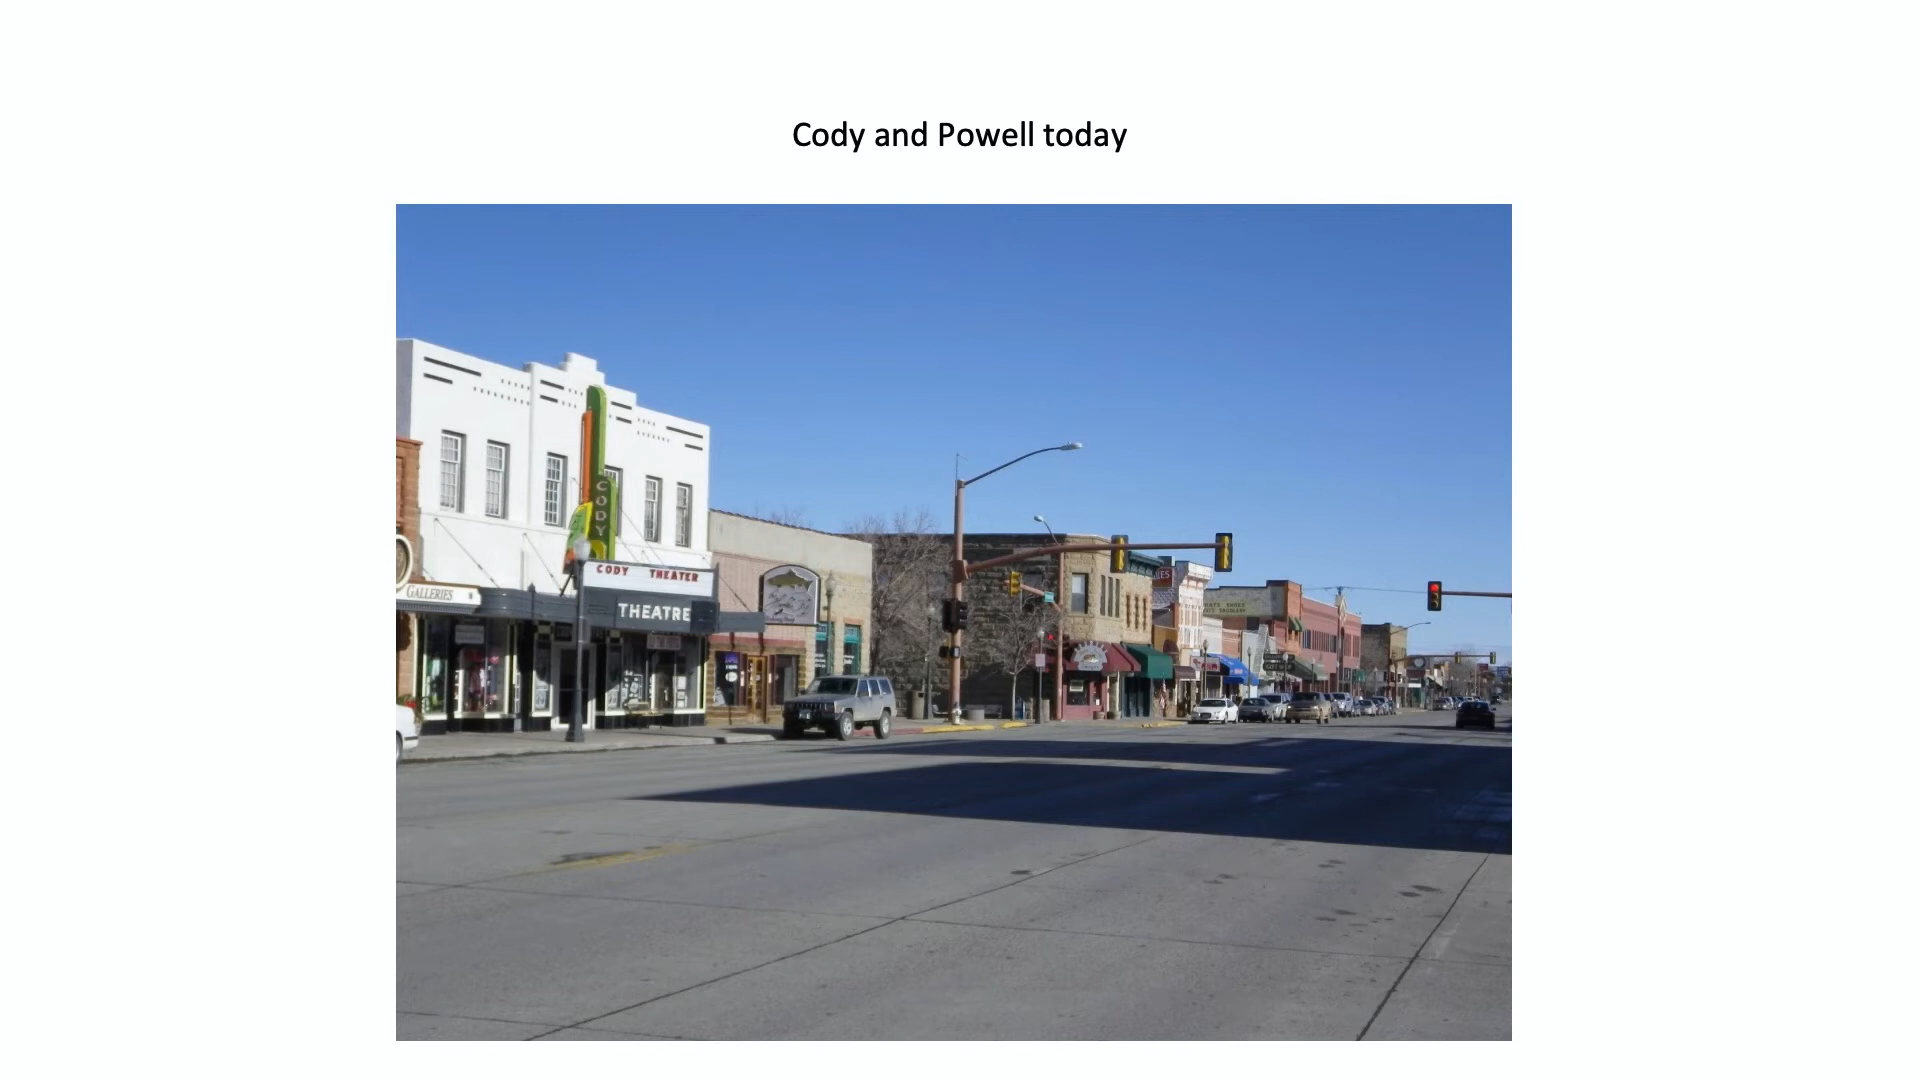 Cody and Powell today
CODY
CODY THEATER
THEATRE
GALLERIES